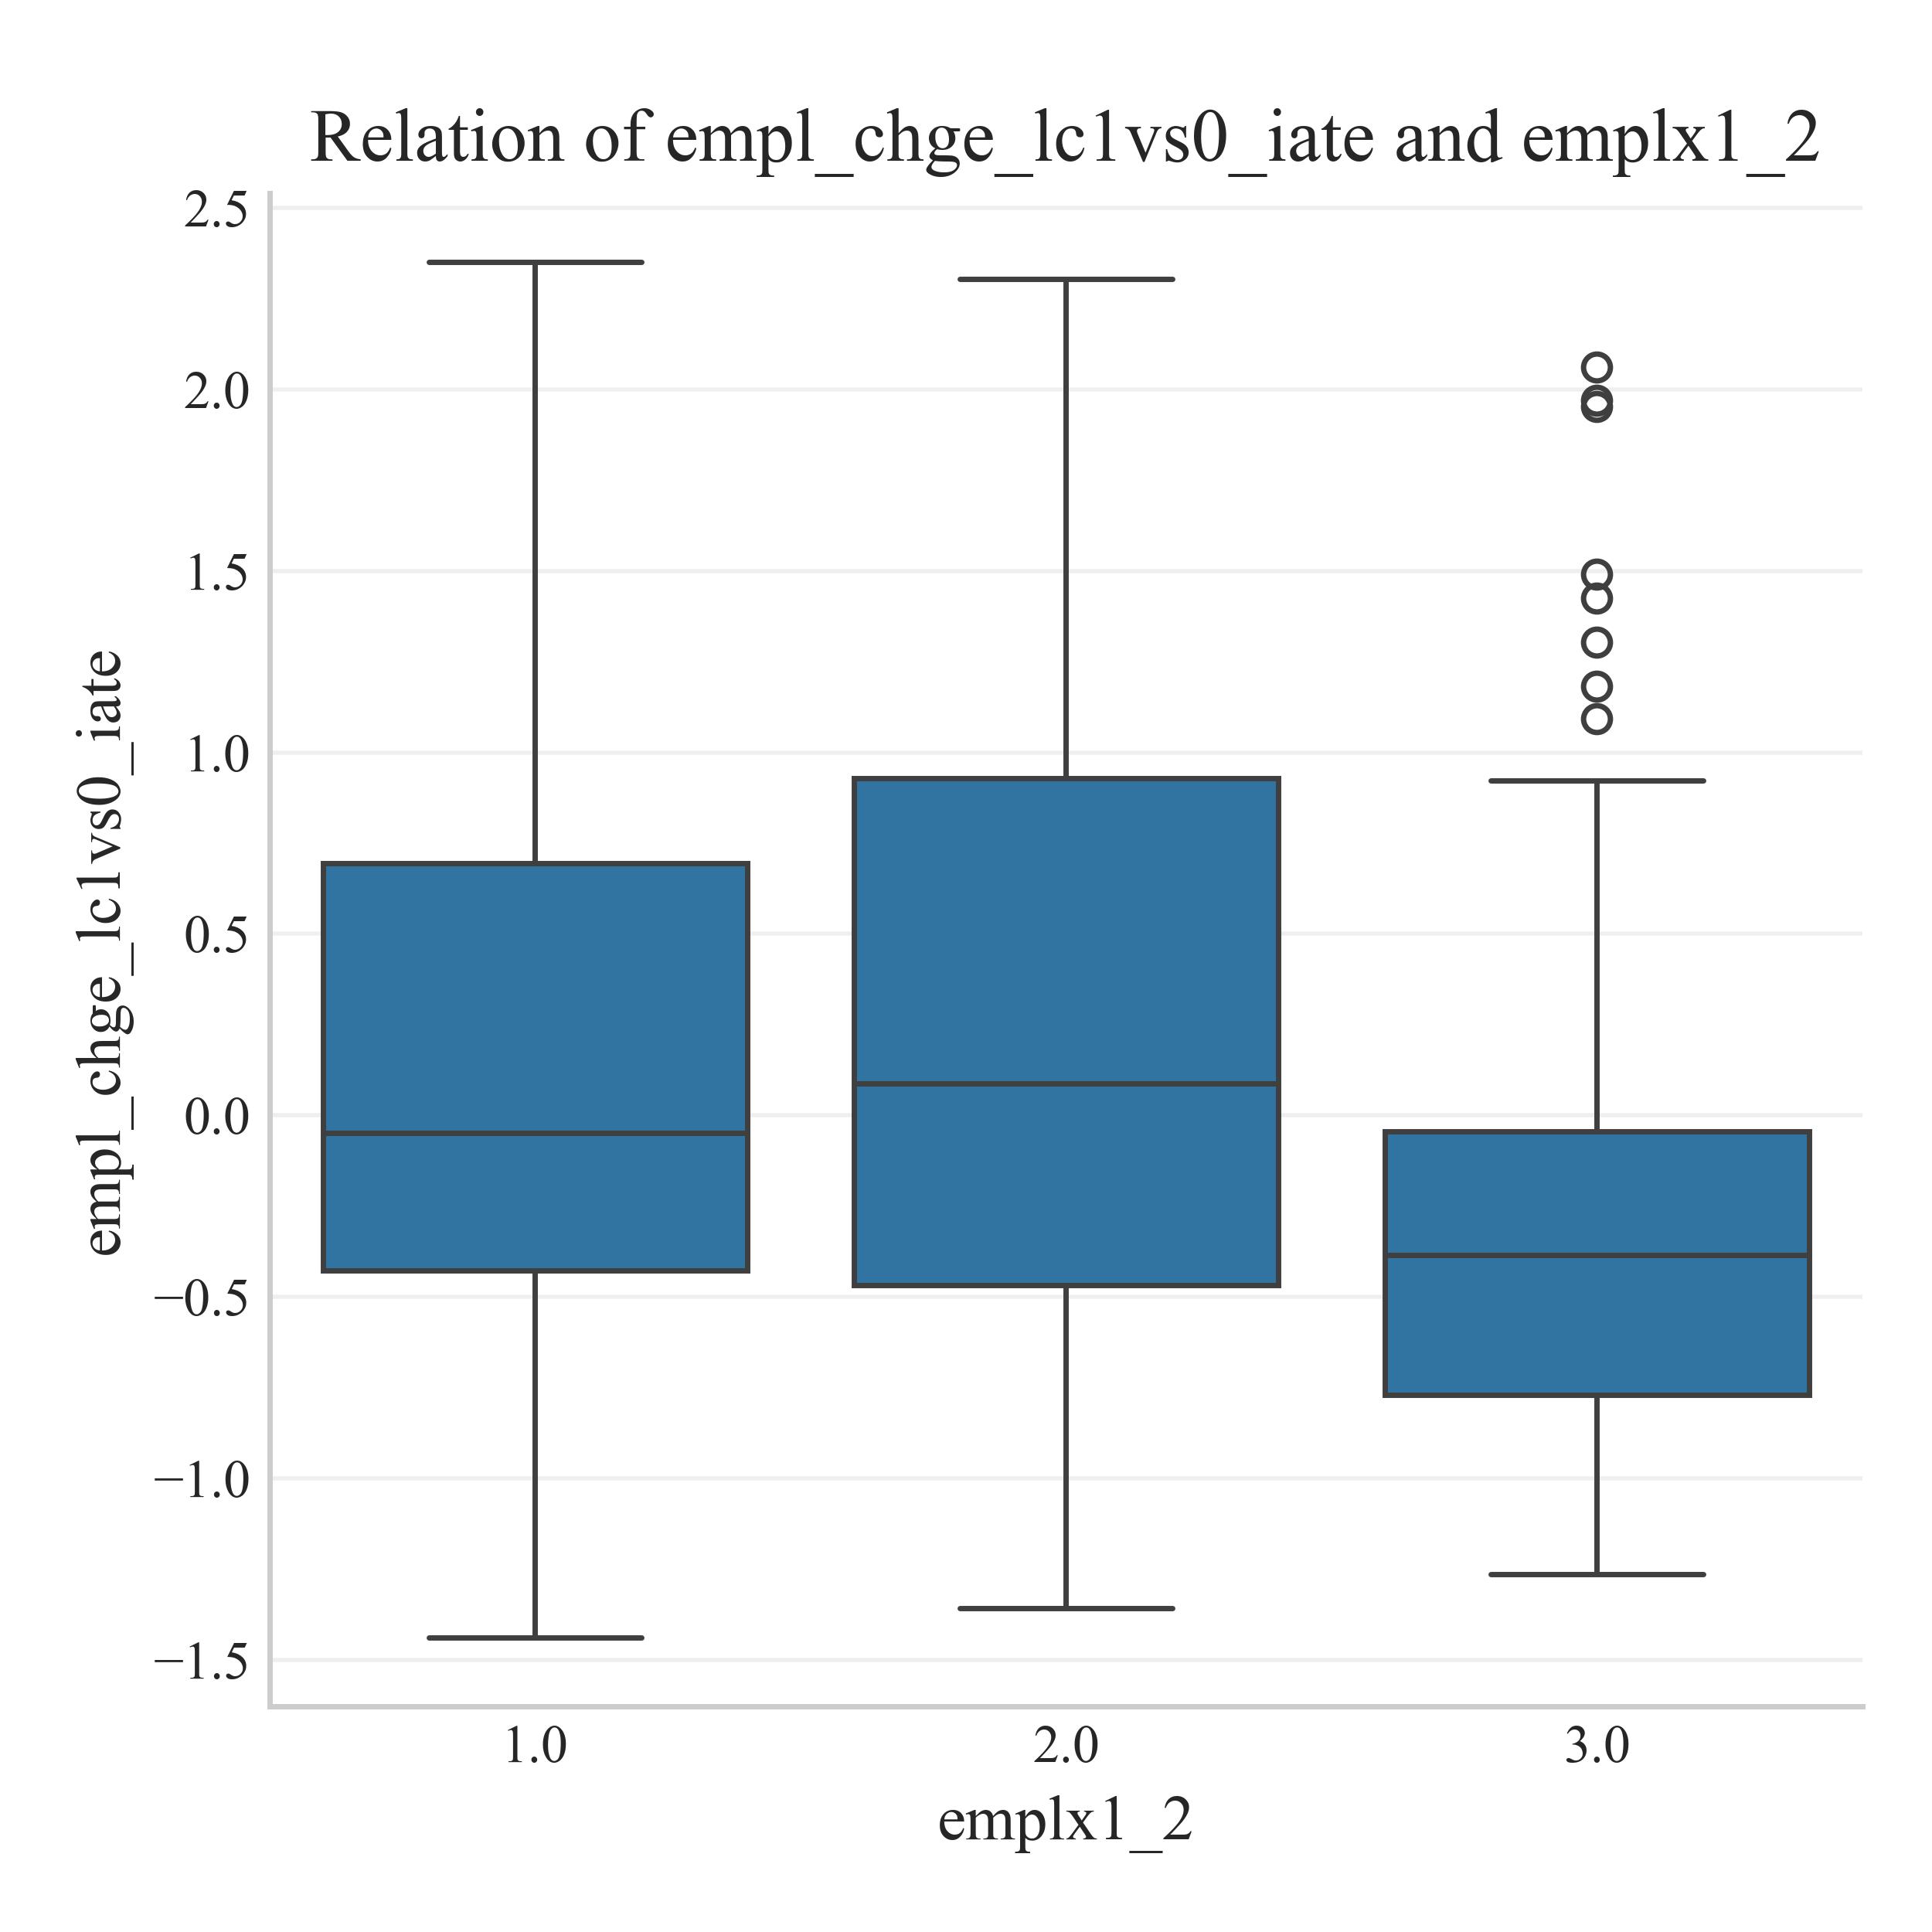 Relation of empl_chge_lc1vs0_iate and emplx1_2
empl_chge_lc1vs0_iate
2.5
2.0
1.5
1.0
0.5
0.0
−0.5
−1.0
−1.5
1.0 2.0 3.0
emplx1_2